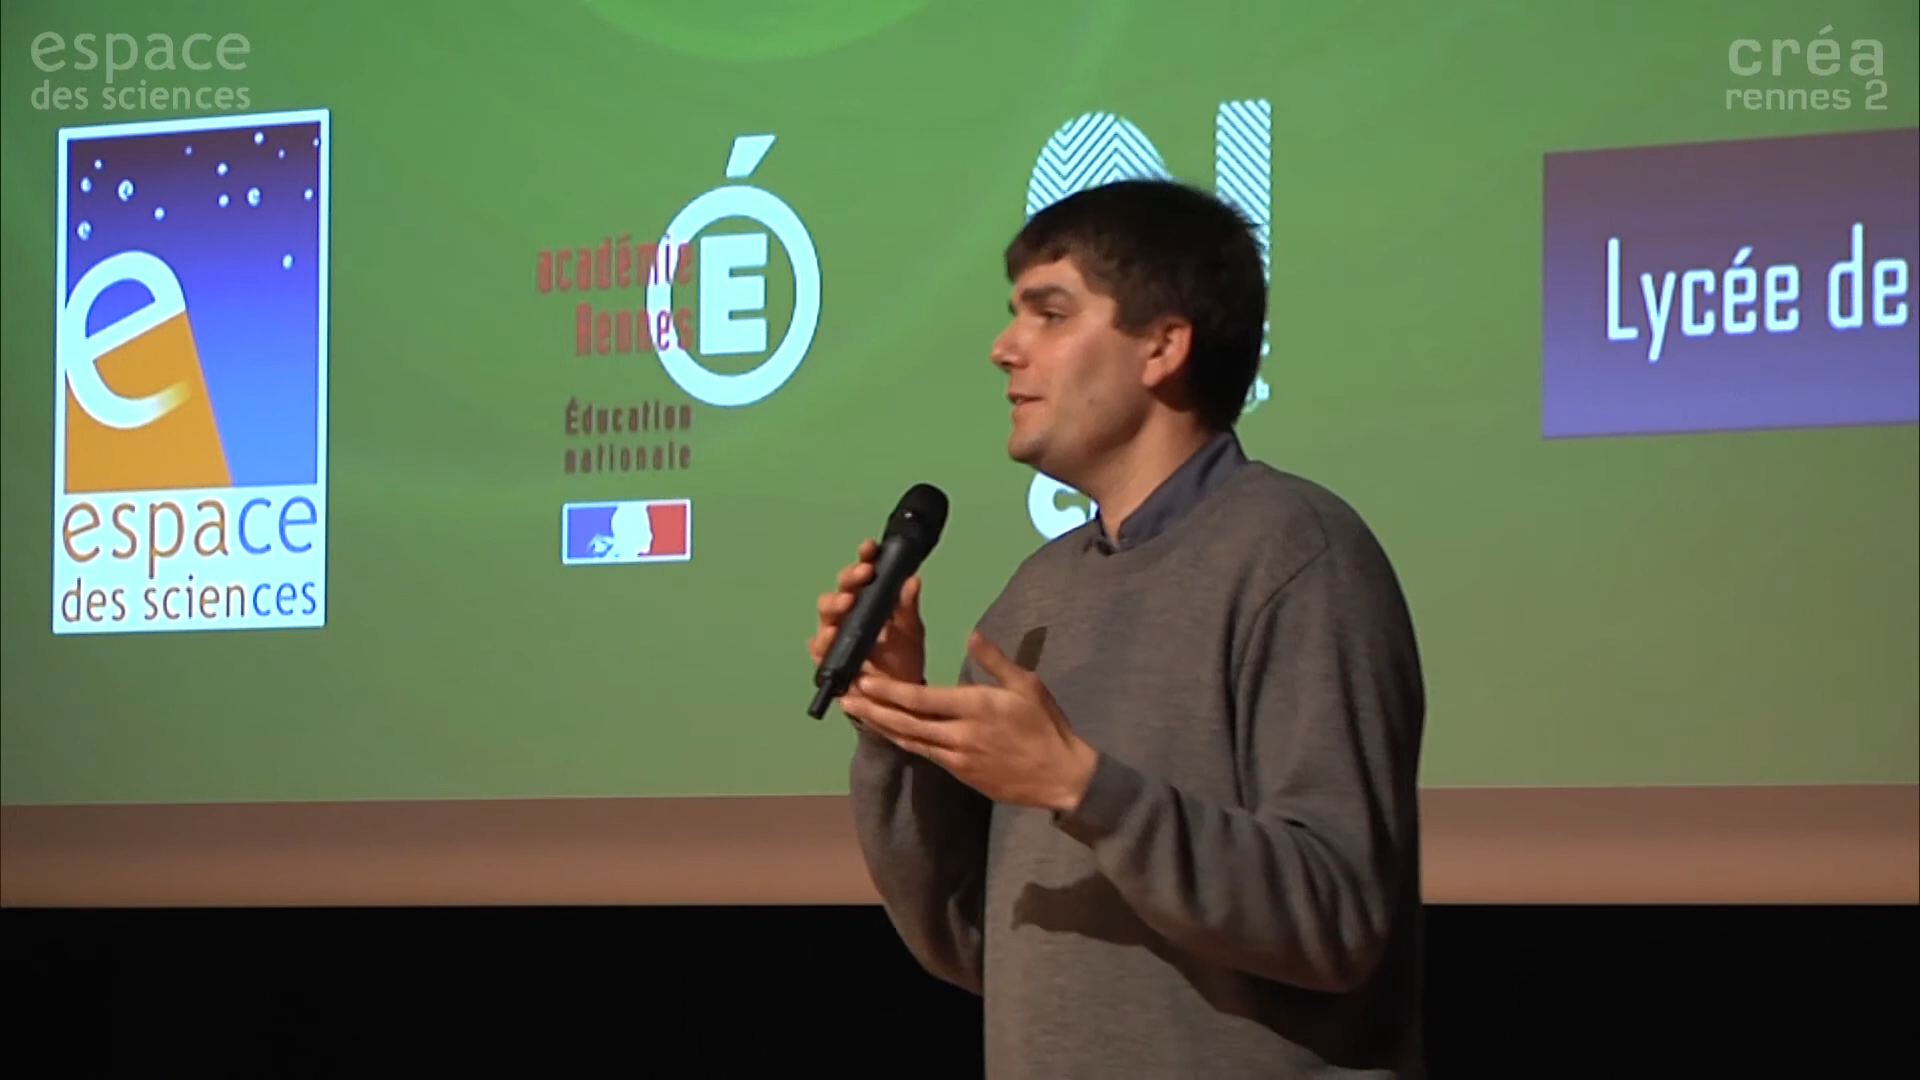 espace
des sciences
créa
rennes 2
e
espace
des sciences
académie
Rennes
É
Éducation
nationale
Lycée de